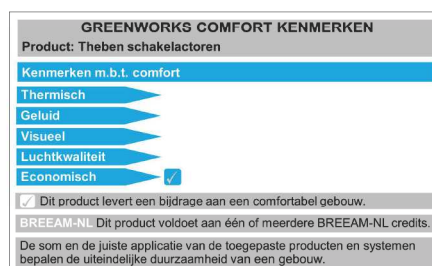 GREENWORKS COMFORT KENMERKEN
Product: Theben schakelactoren
Kenmerken m.b.t. comfort
Thermisch
Geluid
Visueel
Luchtkwaliteit
Economisch ✓
✓ Dit product levert een bijdrage aan een comfortabel gebouw.
BREEAM-NL Dit product voldoet aan één of meerdere BREEAM-NL credits.
De som en de juiste applicatie van de toegepaste producten en systemen
bepalen de uiteindelijke duurzaamheid van een gebouw.